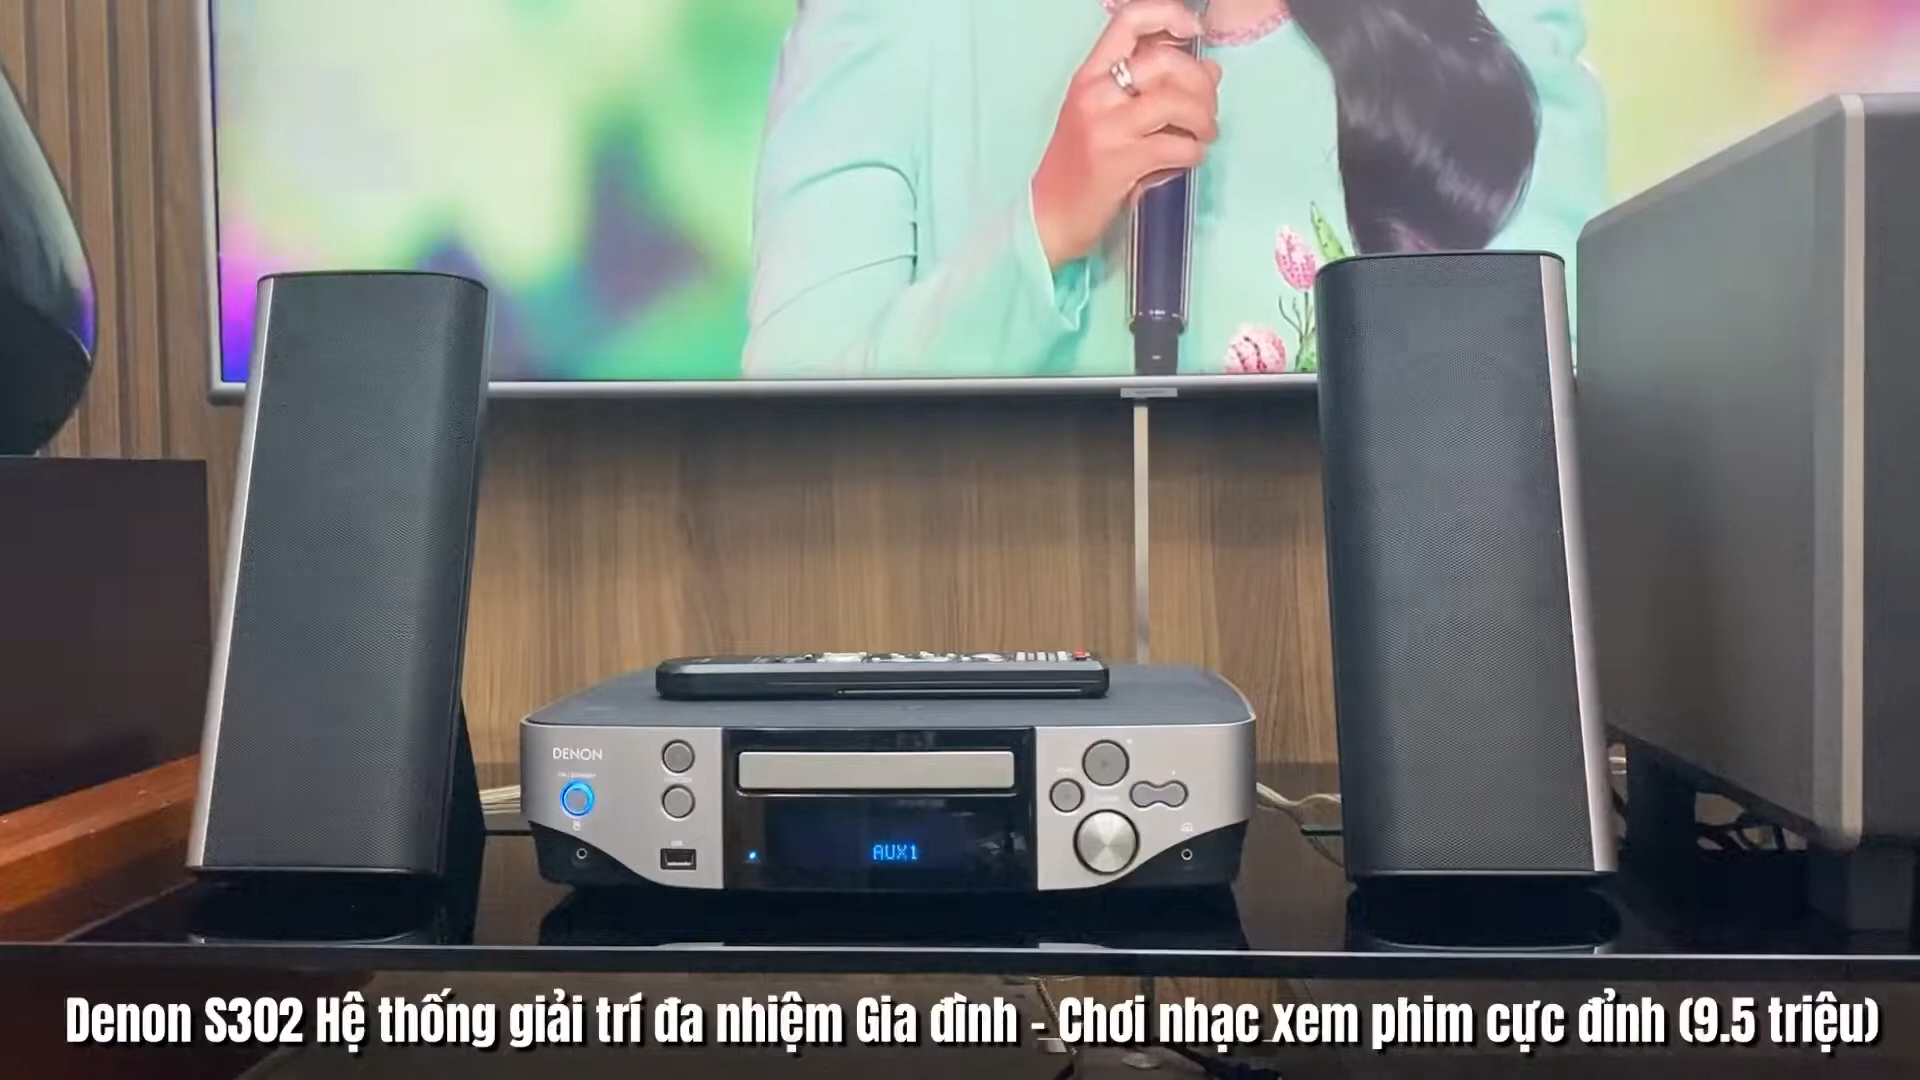 DENON
AUX1
Denon S302 Hệ thống giải trí đa nhiệm Gia đình - Chơi nhạc xem phim cực đỉnh (9.5 triệu)